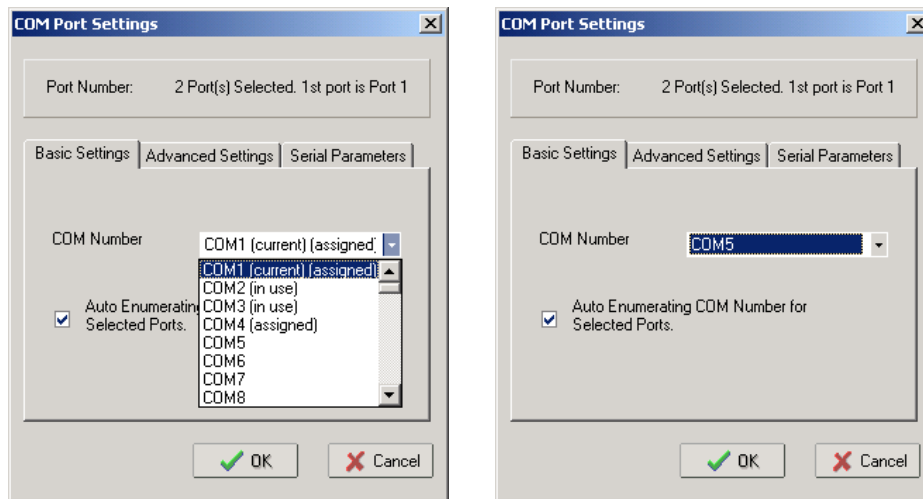 COM Port Settings
Port Number: 2 Port(s) Selected. 1st port is Port 1
Basic Settings Advanced Settings Serial Parameters
COM Number COM1 (current) (assigned)
COM1 (current) (assigned)
COM2 (in use)
COM3 (in use)
COM4 (assigned)
COM5
COM6
COM7
COM8
Auto Enumerating
Selected Ports.
OK Cancel
COM Port Settings
Port Number: 2 Port(s) Selected. 1st port is Port 1
Basic Settings Advanced Settings Serial Parameters
COM Number COM5
Auto Enumerating COM Number for
Selected Ports.
OK Cancel